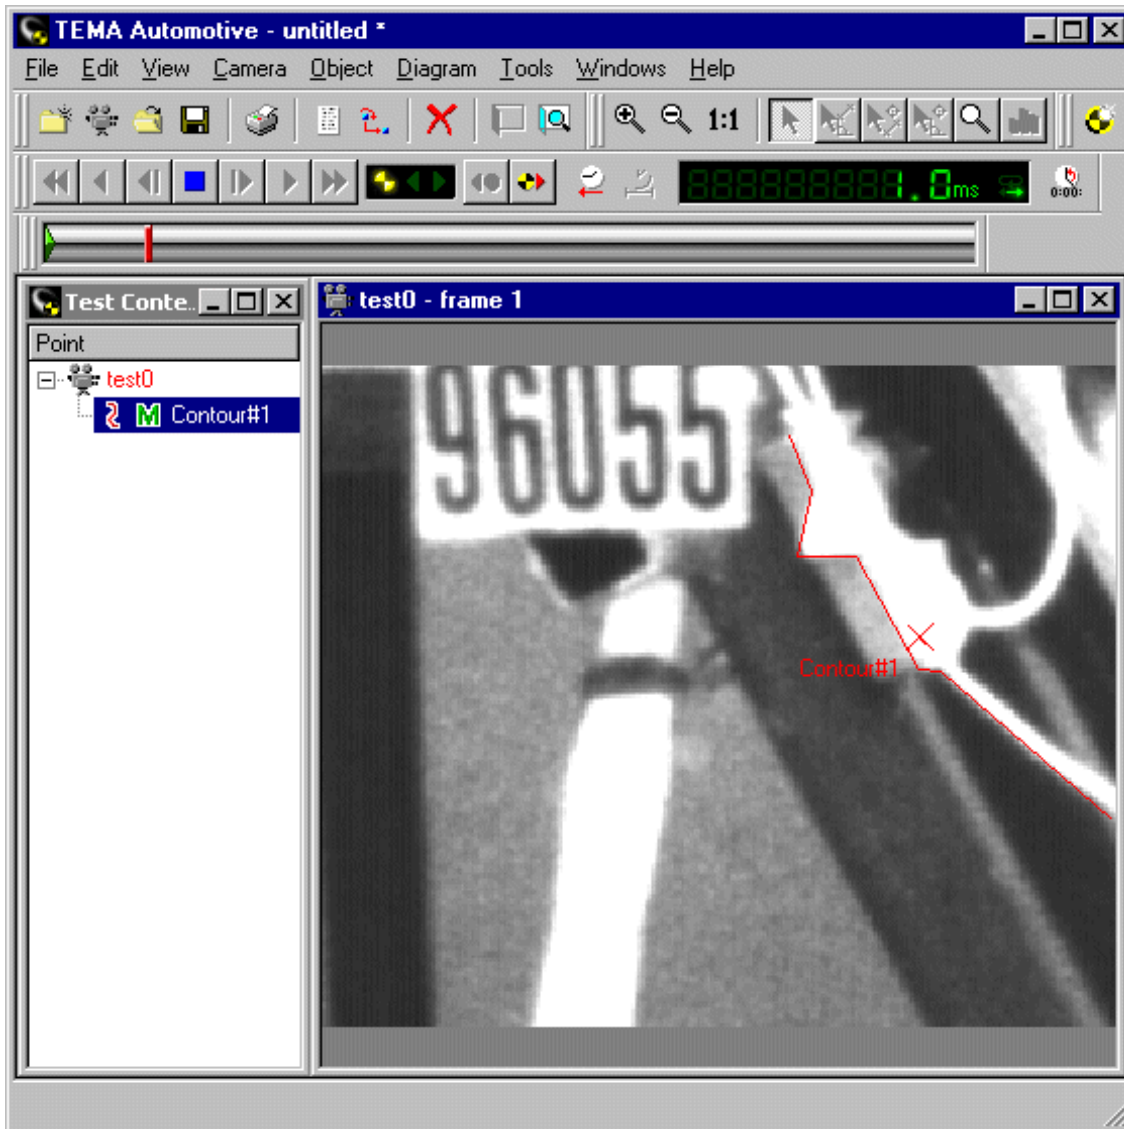 TEMA Automotive - untitled *
File Edit View Camera Object Diagram Tools Windows Help
1:1
1.0ms
0:00:
Test Conte..
test0 - frame 1
Point
test0
M Contour#1
96055
Contour#1